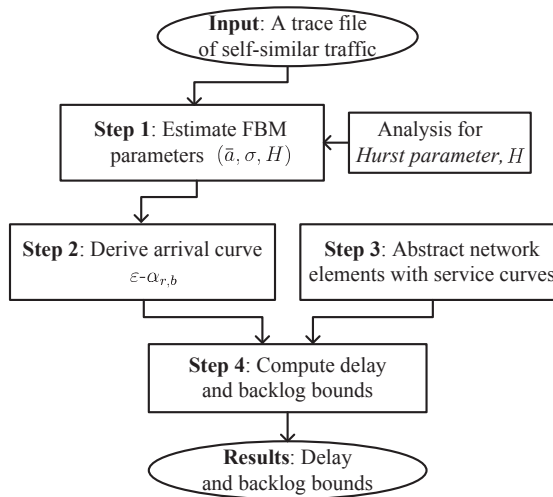 Input: A trace file
of self-similar traffic
Step 1: Estimate FBM
parameters (ā, σ, H)
Analysis for
Hurst parameter, H
Step 2: Derive arrival curve
ε-α_{r,b}
Step 3: Abstract network
elements with service curves
Step 4: Compute delay
and backlog bounds
Results: Delay
and backlog bounds